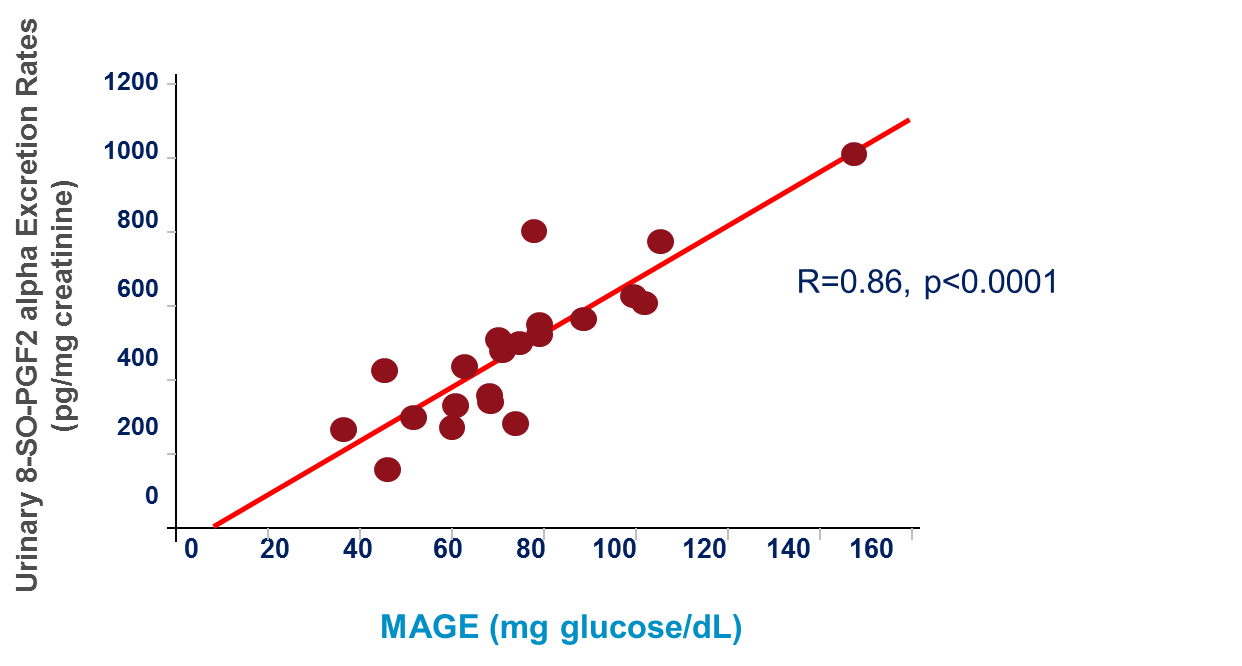 Urinary 8-SO-PGF2 alpha Excretion Rates
(pg/mg creatinine)
1200
1000
800
600
400
200
0
R=0.86, p<0.0001
0 20 40 60 80 100 120 140 160
MAGE (mg glucose/dL)